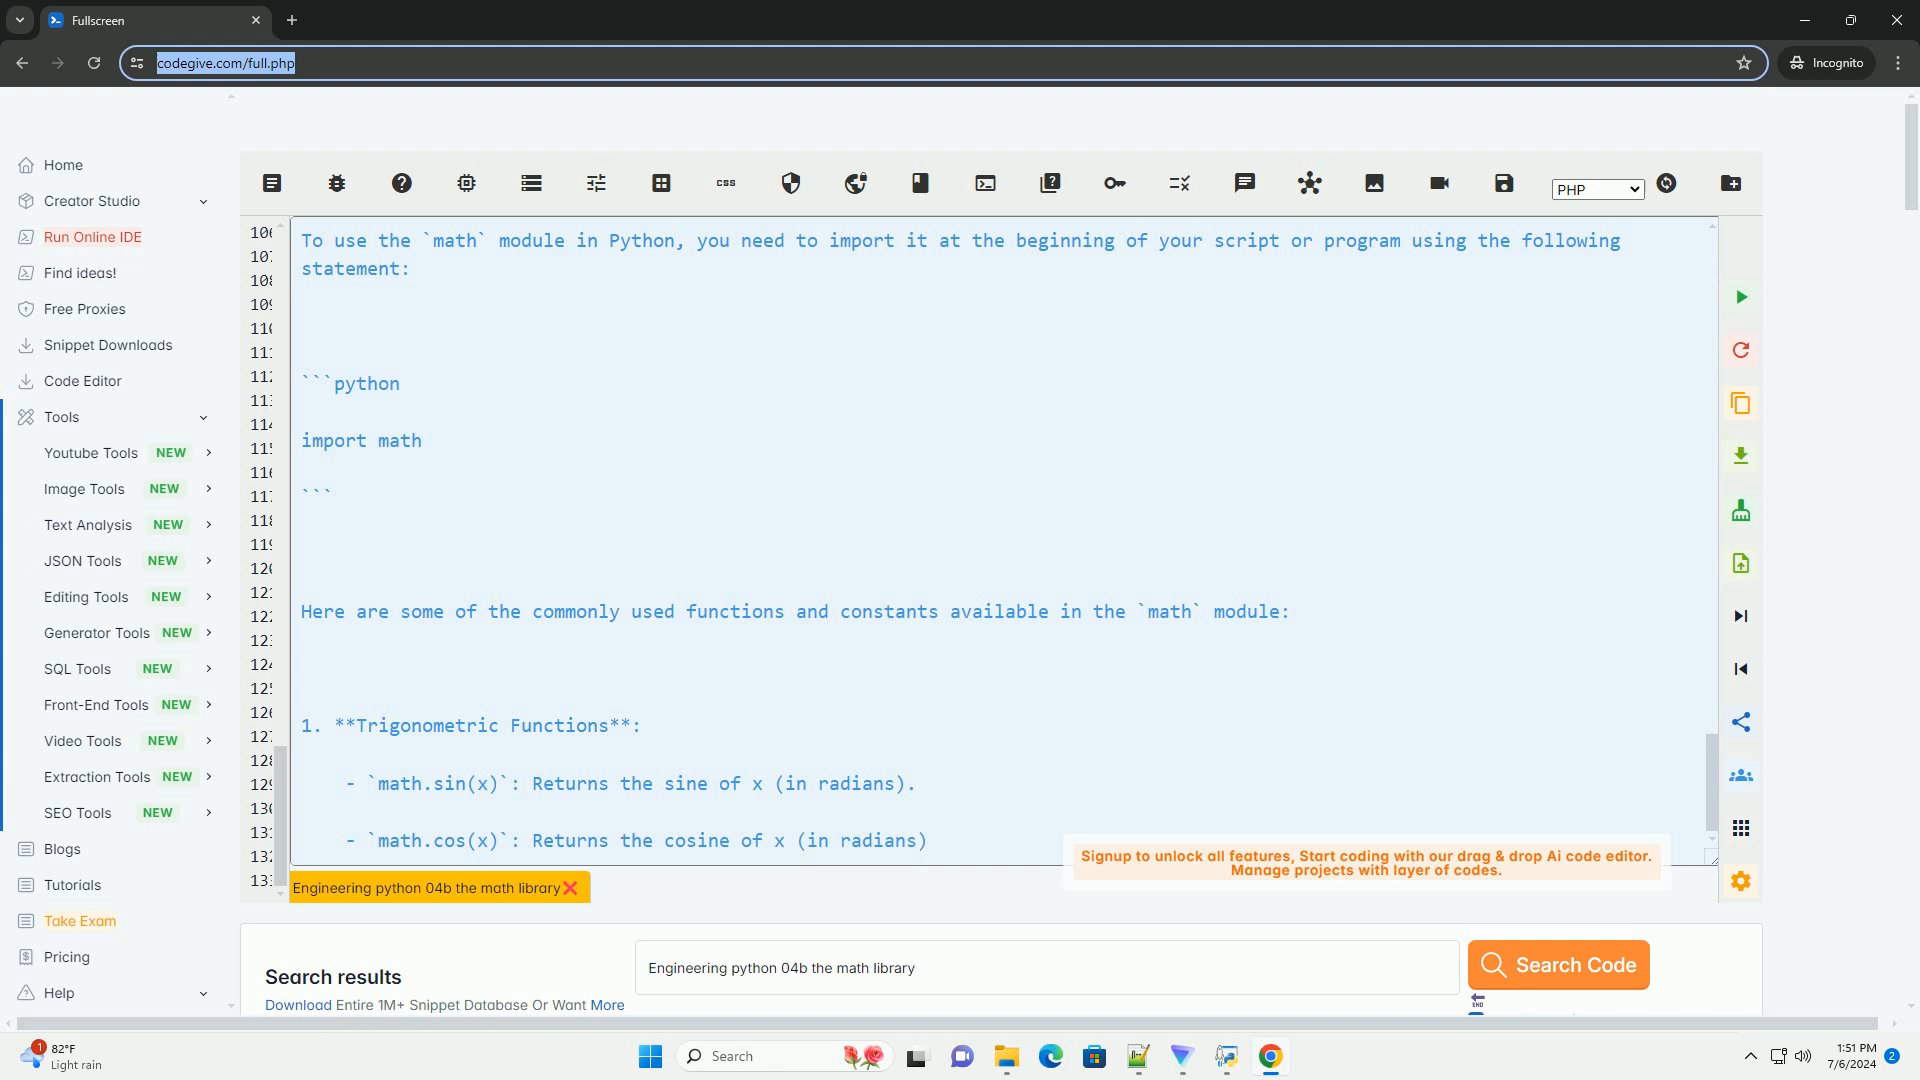 Fullscreen
codegive.com/full.php
Incognito
Home
Creator Studio
Run Online IDE
Find ideas!
Free Proxies
Snippet Downloads
Code Editor
Tools
Youtube Tools NEW
Image Tools NEW
Text Analysis NEW
JSON Tools NEW
Editing Tools NEW
Generator Tools NEW
SQL Tools NEW
Front-End Tools NEW
Video Tools NEW
Extraction Tools NEW
SEO Tools NEW
Blogs
Tutorials
Take Exam
Pricing
Help
css
PHP
To use the `math` module in Python, you need to import it at the beginning of your script or program using the following
statement:
```python
import math
```
Here are some of the commonly used functions and constants available in the `math` module:
1. **Trigonometric Functions**:
- `math.sin(x)`: Returns the sine of x (in radians).
- `math.cos(x)`: Returns the cosine of x (in radians)
Signup to unlock all features, Start coding with our drag & drop Ai code editor.
Manage projects with layer of codes.
Engineering python 04b the math library
Search results
Download Entire 1M+ Snippet Database Or Want More
Engineering python 04b the math library
Search Code
END
1
82°F
Light rain
Search
1:51 PM
7/6/2024
2